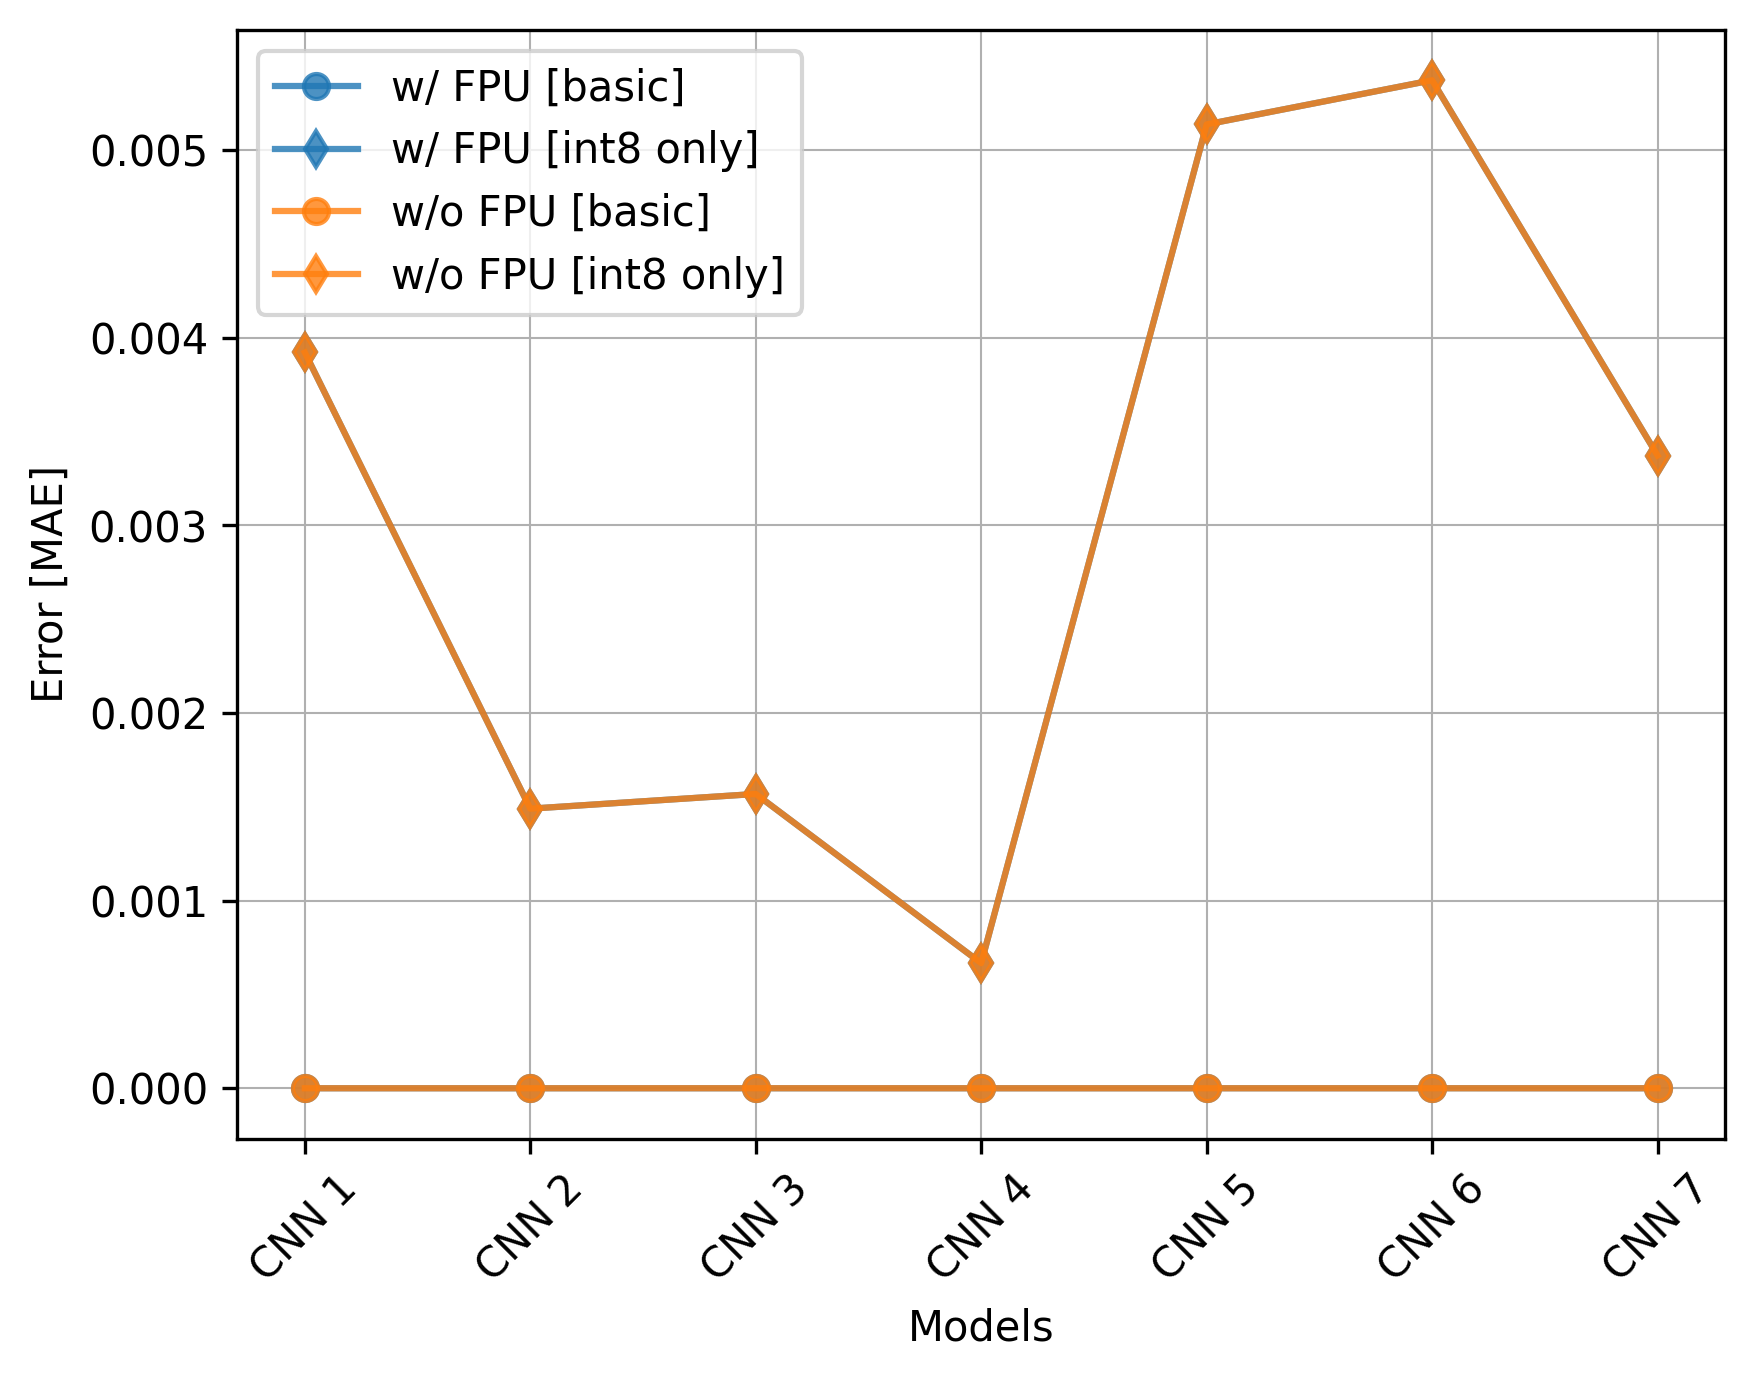 w/ FPU [basic]
w/ FPU [int8 only]
w/o FPU [basic]
w/o FPU [int8 only]
0.005
0.004
0.003
0.002
0.001
0.000
Error [MAE]
CNN 1
CNN 2
CNN 3
CNN 4
CNN 5
CNN 6
CNN 7
Models